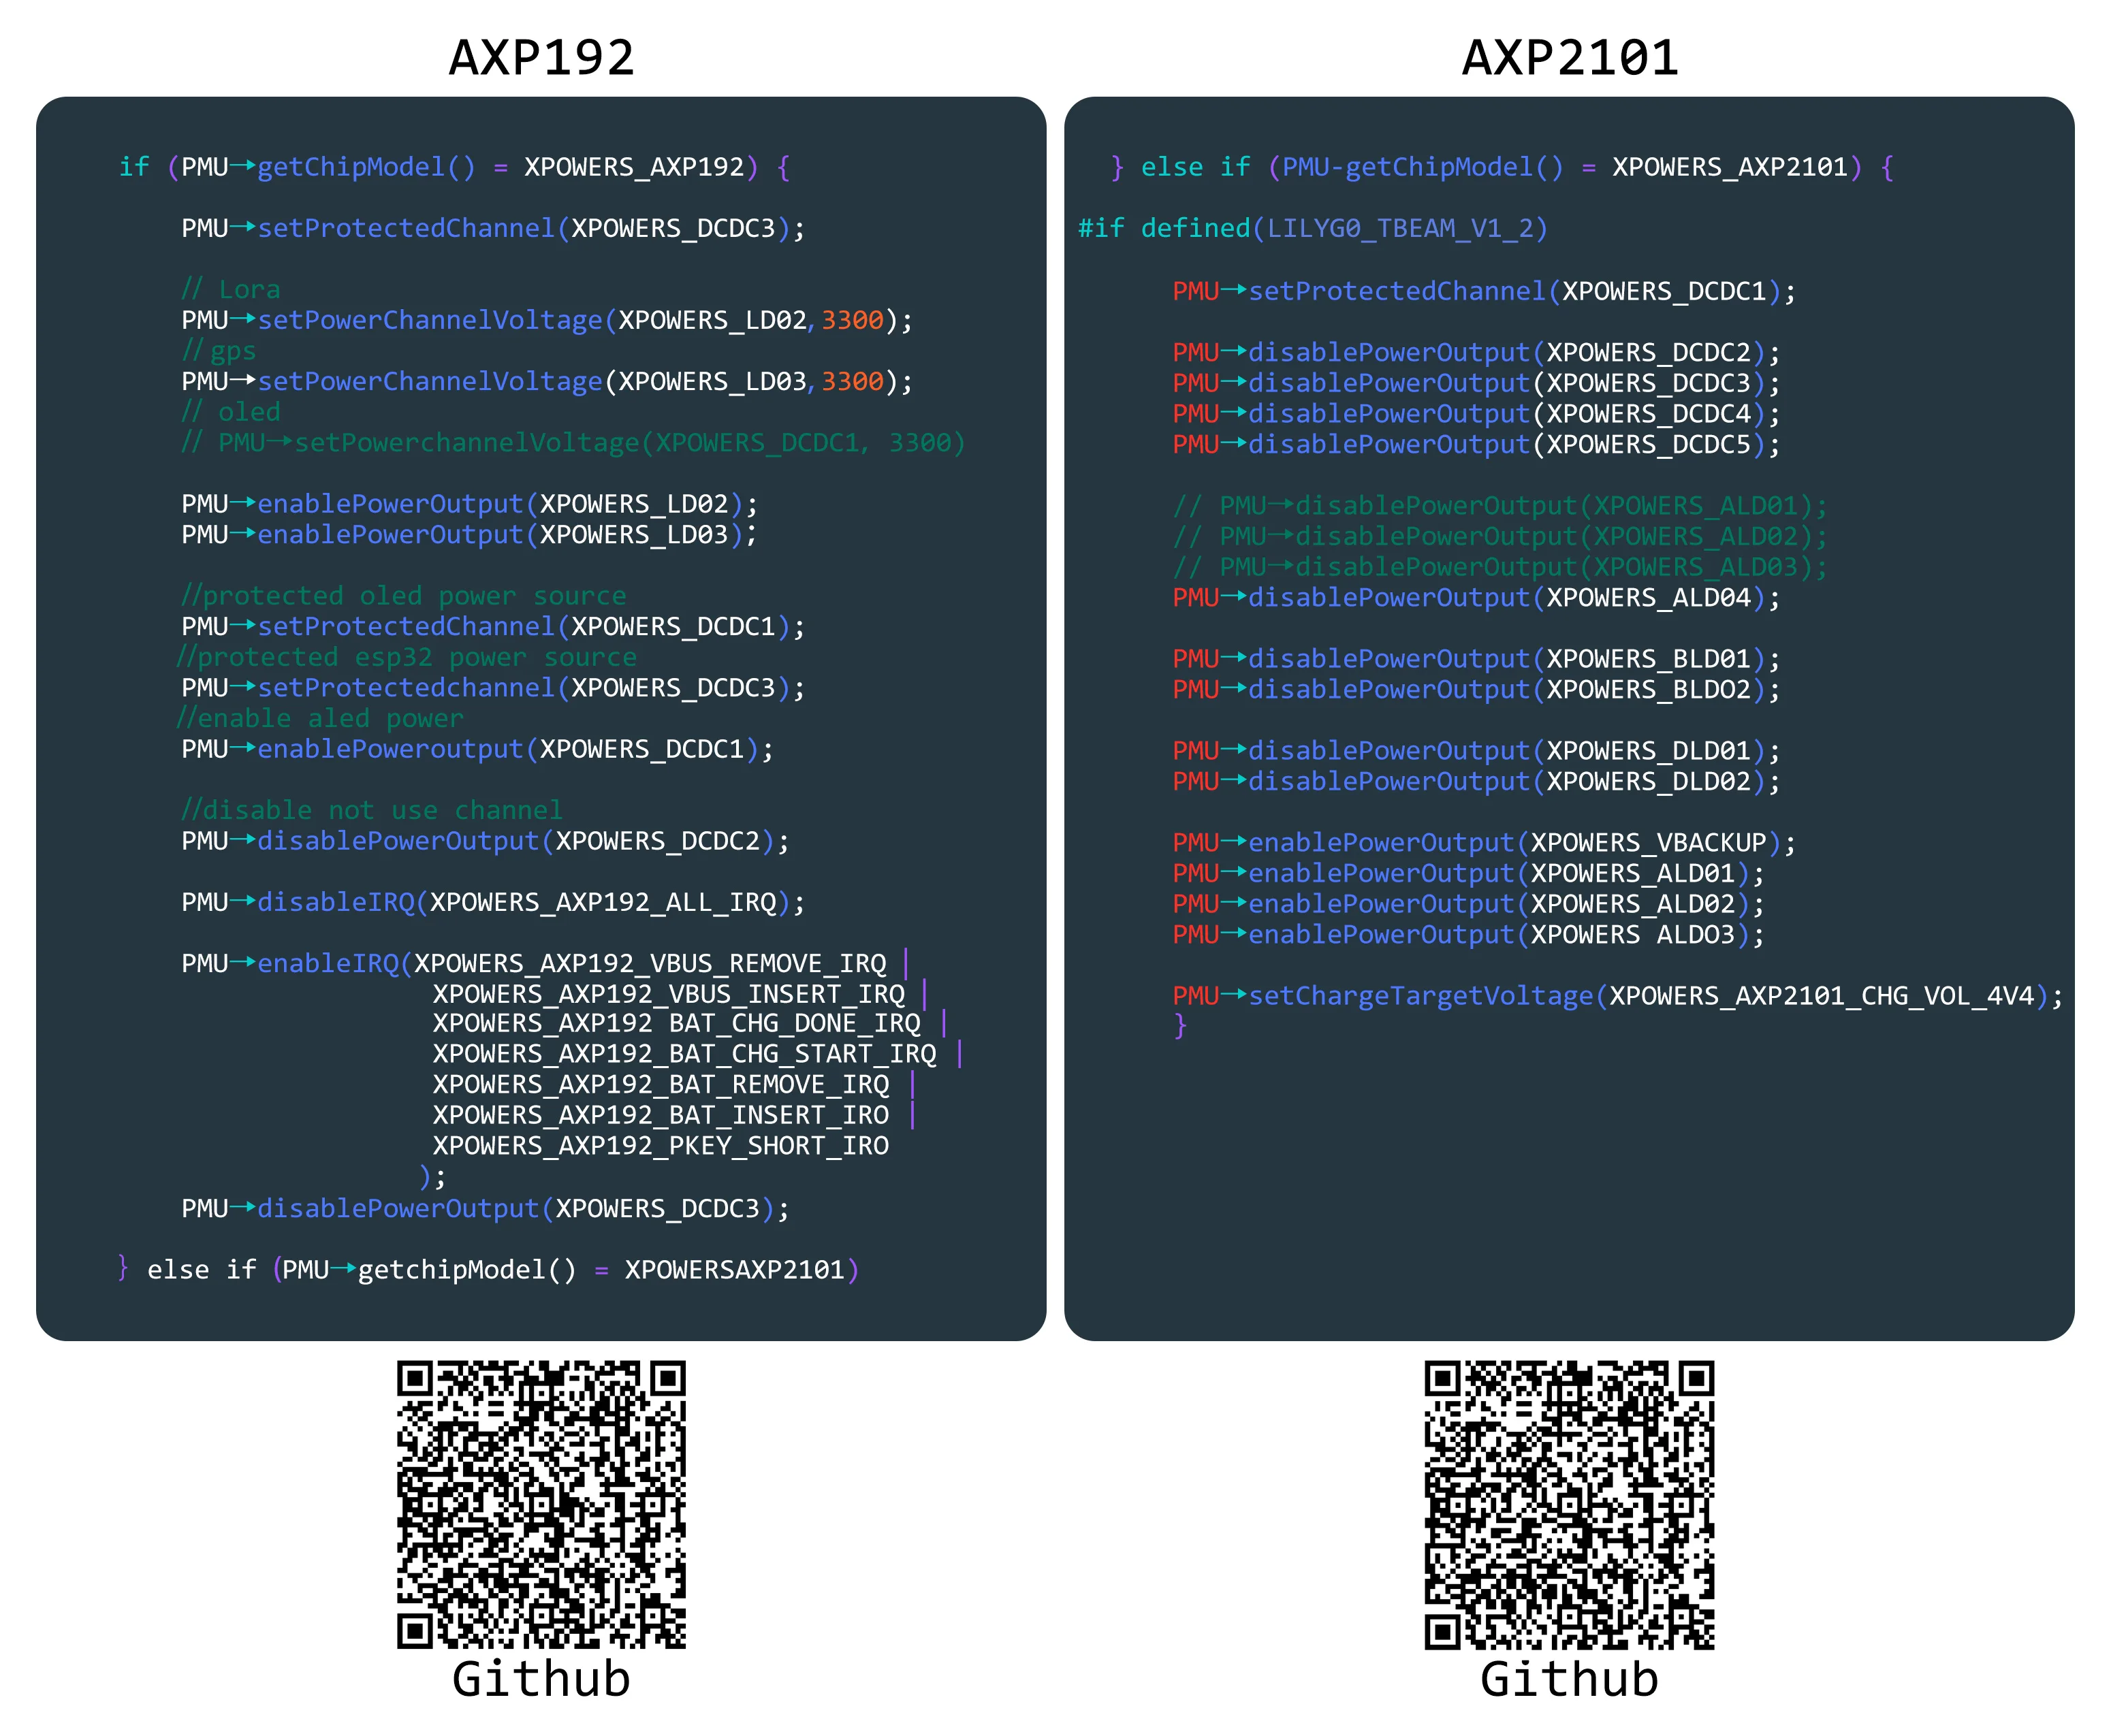 AXP192
if (PMU→getChipModel() = XPOWERS_AXP192) {
PMU→setProtectedChannel(XPOWERS_DCDC3);
// Lora
PMU→setPowerChannelVoltage(XPOWERS_LD02,3300);
//gps
PMU→setPowerChannelVoltage(XPOWERS_LD03,3300);
// oled
// PMU→setPowerchannelVoltage(XPOWERS_DCDC1, 3300)
PMU→enablePowerOutput(XPOWERS_LD02);
PMU→enablePowerOutput(XPOWERS_LD03);
//protected oled power source
PMU→setProtectedChannel(XPOWERS_DCDC1);
//protected esp32 power source
PMU→setProtectedchannel(XPOWERS_DCDC3);
//enable aled power
PMU→enablePoweroutput(XPOWERS_DCDC1);
//disable not use channel
PMU→disablePowerOutput(XPOWERS_DCDC2);
PMU→disableIRQ(XPOWERS_AXP192_ALL_IRQ);
PMU→enableIRQ(XPOWERS_AXP192_VBUS_REMOVE_IRQ |
XPOWERS_AXP192_VBUS_INSERT_IRQ |
XPOWERS_AXP192 BAT_CHG_DONE_IRQ |
XPOWERS_AXP192_BAT_CHG_START_IRQ |
XPOWERS_AXP192_BAT_REMOVE_IRQ |
XPOWERS_AXP192_BAT_INSERT_IRO |
XPOWERS_AXP192_PKEY_SHORT_IRO
);
PMU→disablePowerOutput(XPOWERS_DCDC3);
} else if (PMU→getchipModel() = XPOWERSAXP2101)
Github
AXP2101
} else if (PMU-getChipModel() = XPOWERS_AXP2101) {
#if defined(LILYG0_TBEAM_V1_2)
PMU→setProtectedChannel(XPOWERS_DCDC1);
PMU→disablePowerOutput(XPOWERS_DCDC2);
PMU→disablePowerOutput(XPOWERS_DCDC3);
PMU→disablePowerOutput(XPOWERS_DCDC4);
PMU→disablePowerOutput(XPOWERS_DCDC5);
// PMU→disablePowerOutput(XPOWERS_ALD01);
// PMU→disablePowerOutput(XPOWERS_ALD02);
// PMU→disablePowerOutput(XPOWERS_ALD03);
PMU→disablePowerOutput(XPOWERS_ALD04);
PMU→disablePowerOutput(XPOWERS_BLD01);
PMU→disablePowerOutput(XPOWERS_BLDO2);
PMU→disablePowerOutput(XPOWERS_DLD01);
PMU→disablePowerOutput(XPOWERS_DLD02);
PMU→enablePowerOutput(XPOWERS_VBACKUP);
PMU→enablePowerOutput(XPOWERS_ALD01);
PMU→enablePowerOutput(XPOWERS_ALD02);
PMU→enablePowerOutput(XPOWERS ALDO3);
PMU→setChargeTargetVoltage(XPOWERS_AXP2101_CHG_VOL_4V4);
}
Github